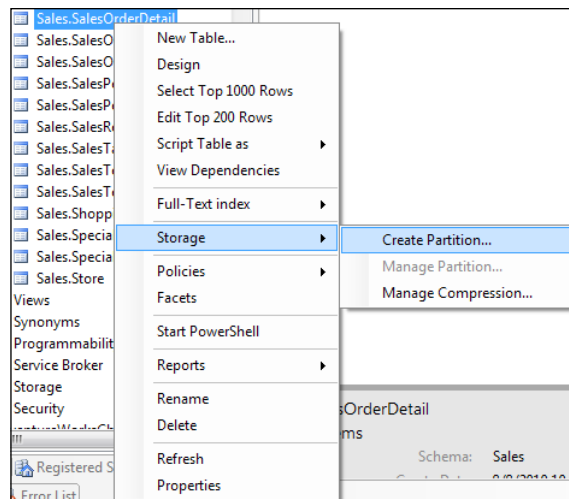 Sales.SalesOrderDetail
Sales.SalesO
Sales.SalesO
Sales.SalesP
Sales.SalesP
Sales.SalesR
Sales.SalesTa
Sales.SalesT
Sales.SalesT
Sales.Shopp
Sales.Specia
Sales.Specia
Sales.Store
Views
Synonyms
Programmabilit
Service Broker
Storage
Security
Registered S
Error List
New Table...
Design
Select Top 1000 Rows
Edit Top 200 Rows
Script Table as
View Dependencies
Full-Text index
Storage
Policies
Facets
Start PowerShell
Reports
Rename
Delete
Refresh
Properties
Create Partition...
Manage Partition...
Manage Compression...
sOrderDetail
ms
Schema: Sales